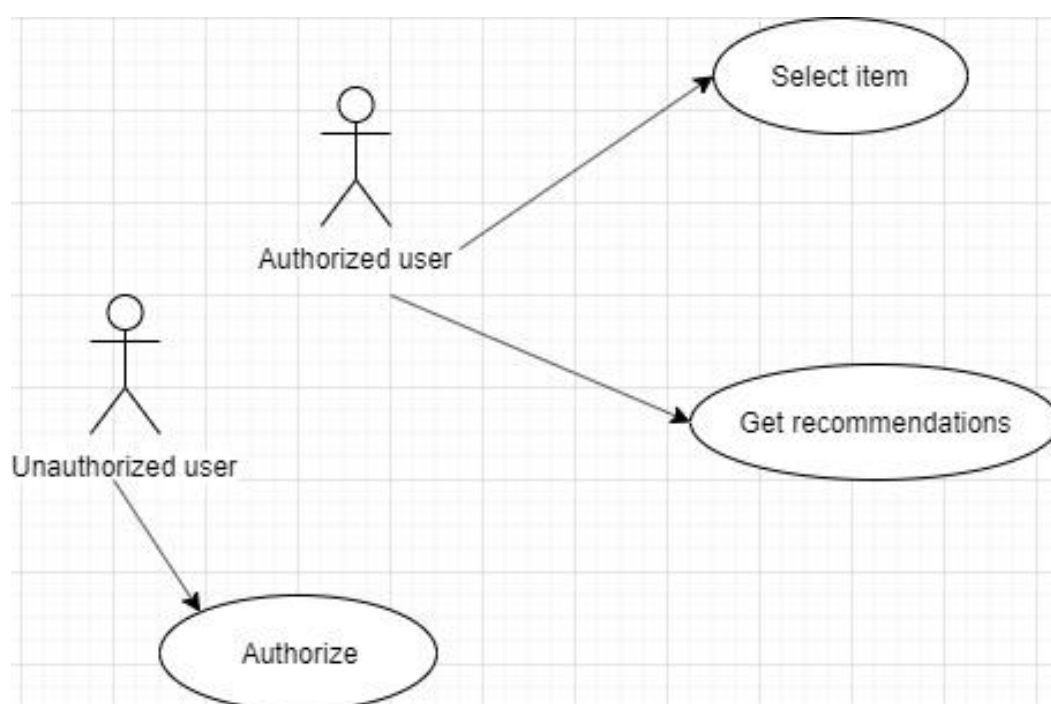 Select item
Authorized user
Get recommendations
Unauthorized user
Authorize